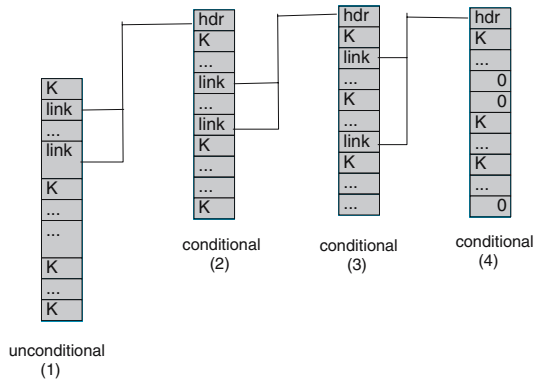 K
link
...
link
K
...
...
K
...
K
unconditional
(1)
hdr
K
...
link
...
link
K
...
...
K
conditional
(2)
hdr
K
link
...
K
...
link
K
...
...
conditional
(3)
hdr
K
...
0
0
K
...
K
...
0
conditional
(4)